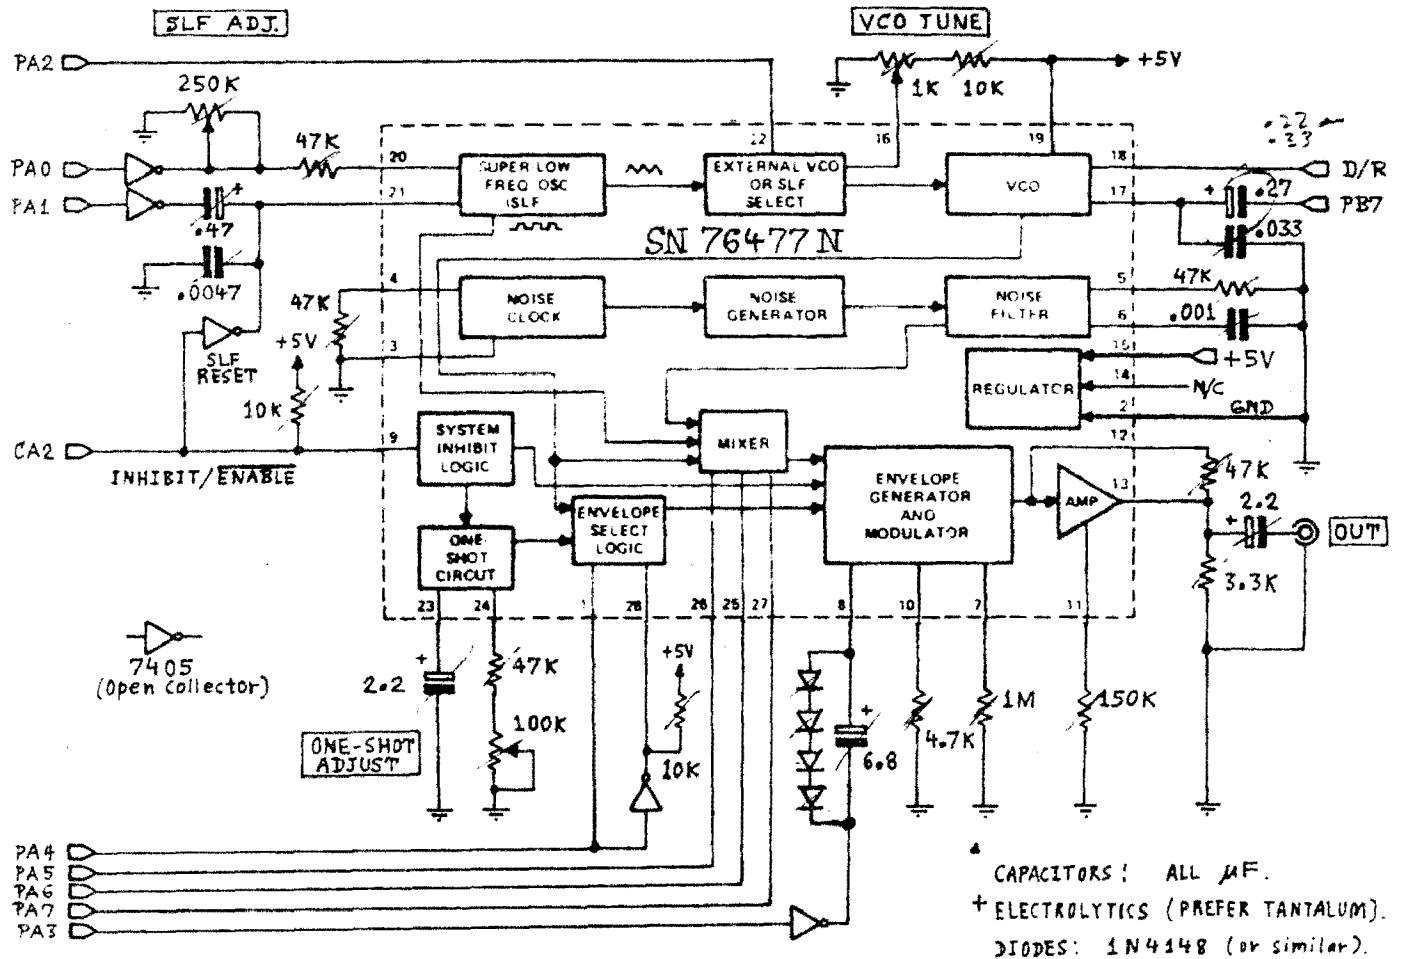 SLF ADJ.
VCO TUNE
PA2
+5V
250K
1K
10K
.22
.33
47K
22
16
19
PA0
20
SUPER-LOW
FREQ OSC
(SLF)
EXTERNAL VCO
OR SLF
SELECT
VCO
18
D/R
PA1
21
17
+
.27
PB7
+
.47
SN 76477N
.033
.0047
4
47K
NOISE
CLOCK
NOISE
GENERATOR
NOISE
FILTER
5
47K
6
.001
3
+5V
SLF
RESET
15
+5V
REGULATOR
14
N/C
10K
2
GND
CA2
9
SYSTEM
INHIBIT
LOGIC
MIXER
12
INHIBIT/ENABLE
47K
ENVELOPE
GENERATOR
AND
MODULATOR
AMP
13
2.2
+
OUT
ENVELOPE
SELECT
LOGIC
ONE
SHOT
CIRCUT
3.3K
23
24
1
28
26
25
27
8
10
7
11
7405
(Open Collector)
+
2.2
47K
+5V
1M
150K
100K
+
4.7K
6.8
ONE-SHOT
ADJUST
10K
PA4
PA5
PA6
PA7
PA3
CAPACITORS: ALL μF.
+ ELECTROLYTICS (PREFER TANTALUM).
DIODES: 1N4148 (or similar).